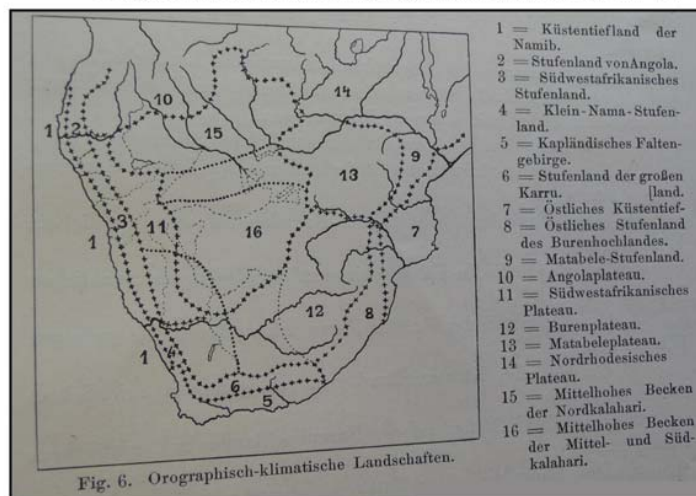 1 = Küstentiefland der
Namib.
2 = Stufenland von Angola.
3 = Südwestafrikanisches
Stufenland.
4 = Klein-Nama-Stufen-
land.
5 = Kapländisches Falten-
gebirge.
6 = Stufenland der großen
Karru. [land.
7 = Östliches Küstentief-
8 = Östliches Stufenland
des Burenhochlandes.
9 = Matabele-Stufenland.
10 = Angolaplateau.
11 = Südwestafrikanisches
Plateau.
12 = Burenplateau.
13 = Matabeleplateau.
14 = Nordrhodesisches
Plateau.
15 = Mittelhohes Becken
der Nordkalahari.
16 = Mittelhohes Becken
der Mittel- und Süd-
kalahari.
14
10
15
1
2
9
13
3
11
16
7
1
12
8
1
4
6
5
Fig. 6. Orographisch-klimatische Landschaften.